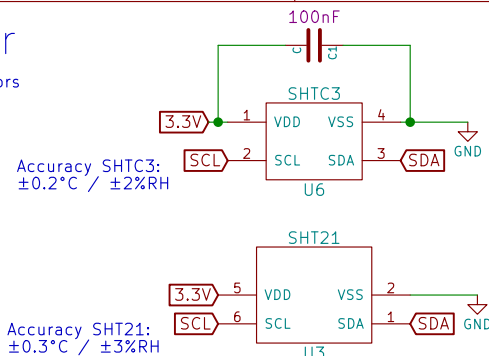 100nF
r
C C1
ors
SHTC3
3.3V 1 VDD VSS 4
GND
SCL 2 SCL SDA 3 SDA
Accuracy SHTC3:
±0.2°C / ±2%RH
U6
SHT21
3.3V 5 VDD VSS 2
GND
SCL 6 SCL SDA 1 SDA
Accuracy SHT21:
±0.3°C / ±3%RH
U3